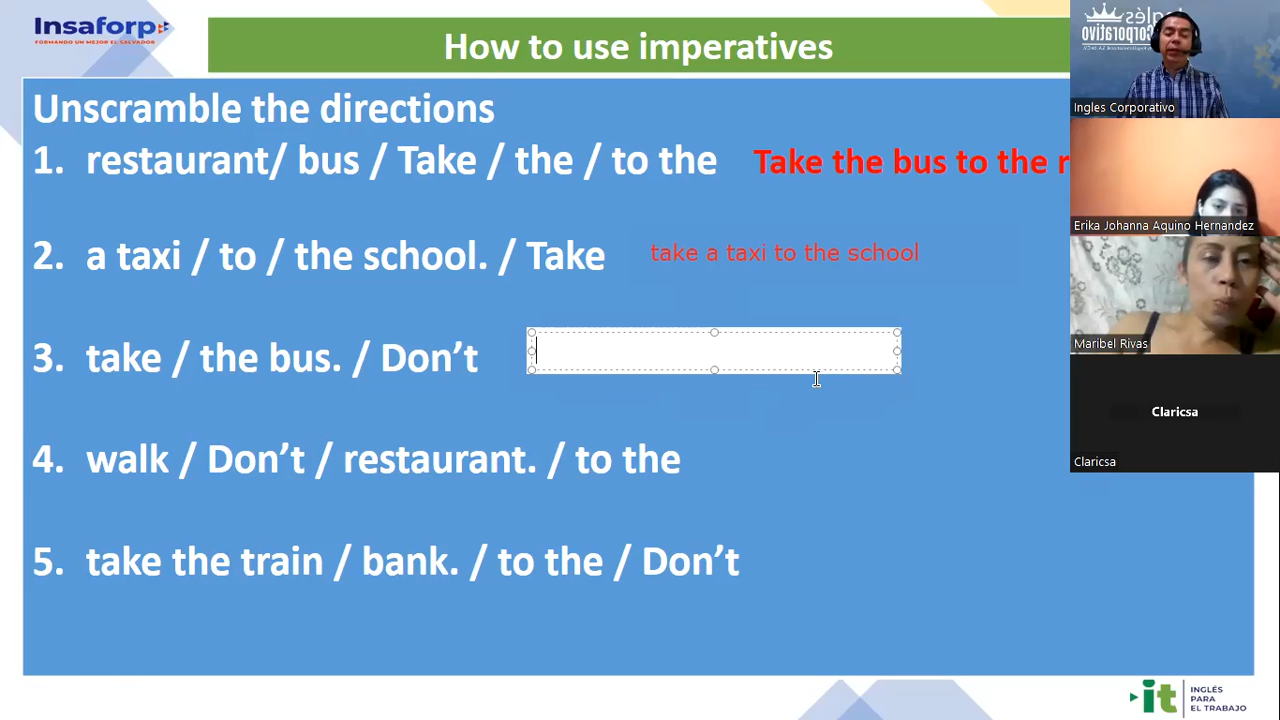 Insaforp
FORMANDO UN MEJOR EL SALVADOR
How to use imperatives
Unscramble the directions
1. restaurant/ bus / Take / the / to the Take the bus to the r
2. a taxi / to / the school. / Take take a taxi to the school
3. take / the bus. / Don't
4. walk / Don't / restaurant. / to the
5. take the train / bank. / to the / Don't
Ingles Corporativo
Erika Johanna Aquino Hernandez
Maribel Rivas
Claricsa
Claricsa
it INGLÉS
PARA
EL TRABAJO